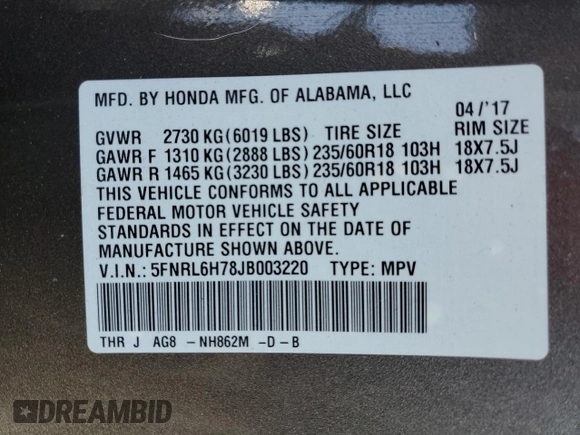 MFD. BY HONDA MFG. OF ALABAMA, LLC
04/'17
GVWR 2730 KG (6019 LBS) TIRE SIZE RIM SIZE
GAWR F 1310 KG (2888 LBS) 235/60R18 103H 18X7.5J
GAWR R 1465 KG (3230 LBS) 235/60R18 103H 18X7.5J
THIS VEHICLE CONFORMS TO ALL APPLICABLE
FEDERAL MOTOR VEHICLE SAFETY
STANDARDS IN EFFECT ON THE DATE OF
MANUFACTURE SHOWN ABOVE.
V.I.N.: 5FNRL6H78JB003220 TYPE: MPV
THR J AG8 -NH862M -D-B
DREAMBID